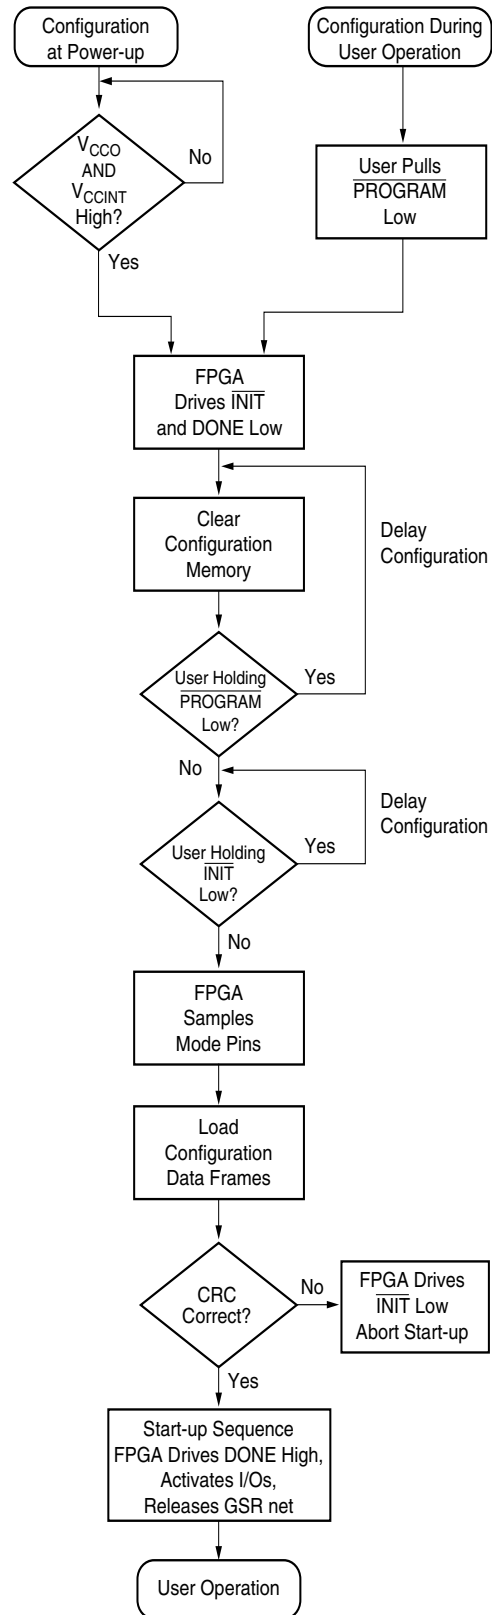 Configuration
at Power-up
Configuration During
User Operation
VCCO
AND
VCCINT
High?
No
Yes
User Pulls
PROGRAM
Low
FPGA
Drives INIT
and DONE Low
Clear
Configuration
Memory
Delay
Configuration
User Holding
PROGRAM
Low?
Yes
No
Delay
Configuration
User Holding
INIT
Low?
Yes
No
FPGA
Samples
Mode Pins
Load
Configuration
Data Frames
CRC
Correct?
No
FPGA Drives
INIT Low
Abort Start-up
Yes
Start-up Sequence
FPGA Drives DONE High,
Activates I/Os,
Releases GSR net
User Operation